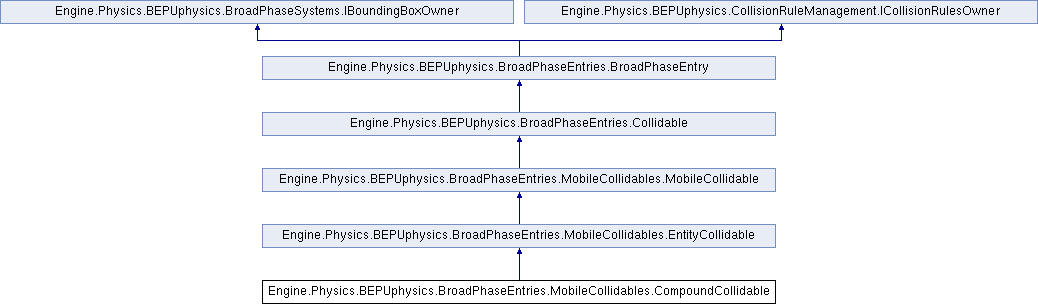 Engine.Physics.BEPUphysics.BroadPhaseSystems.IBoundingBoxOwner
Engine.Physics.BEPUphysics.CollisionRuleManagement.ICollisionRulesOwner
Engine.Physics.BEPUphysics.BroadPhaseEntries.BroadPhaseEntry
Engine.Physics.BEPUphysics.BroadPhaseEntries.Collidable
Engine.Physics.BEPUphysics.BroadPhaseEntries.MobileCollidables.MobileCollidable
Engine.Physics.BEPUphysics.BroadPhaseEntries.MobileCollidables.EntityCollidable
Engine.Physics.BEPUphysics.BroadPhaseEntries.MobileCollidables.CompoundCollidable